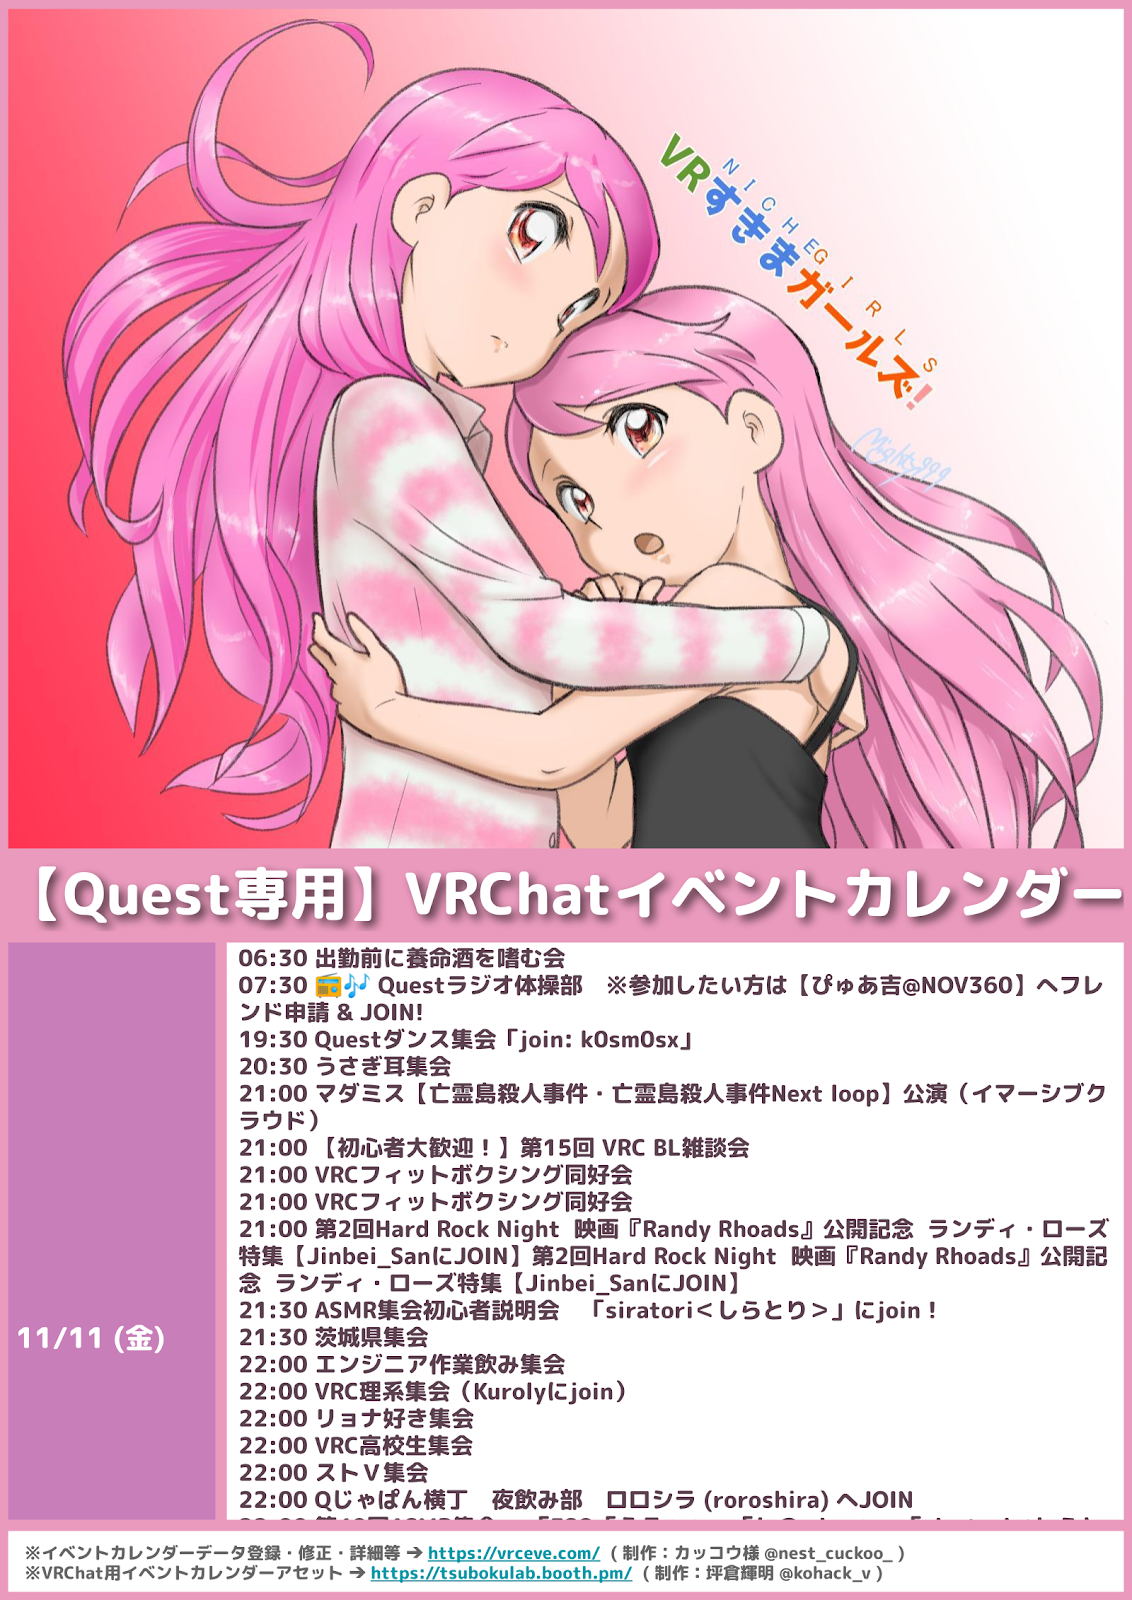 VRすきまガールズ!
NICHEGIRLS
Mighty999
【Quest専用】VRChatイベントカレンダー
11/11 (金)
06:30 出勤前に養命酒を嗜む会
07:30 📻🎶 Questラジオ体操部　※参加したい方は【ぴゅあ吉@NOV360】へフレ
ンド申請 & JOIN!
19:30 Questダンス集会「join: k0sm0sx」
20:30 うさぎ耳集会
21:00 マダミス【亡霊島殺人事件・亡霊島殺人事件Next loop】公演（イマーシブク
ラウド）
21:00 【初心者大歓迎！】第15回 VRC BL雑談会
21:00 VRCフィットボクシング同好会
21:00 VRCフィットボクシング同好会
21:00 第2回Hard Rock Night 映画『Randy Rhoads』公開記念 ランディ・ローズ
特集【Jinbei_SanにJOIN】第2回Hard Rock Night 映画『Randy Rhoads』公開記
念 ランディ・ローズ特集【Jinbei_SanにJOIN】
21:30 ASMR集会初心者説明会　「siratori＜しらとり＞」にjoin！
21:30 茨城県集会
22:00 エンジニア作業飲み集会
22:00 VRC理系集会（Kurolyにjoin）
22:00 リョナ好き集会
22:00 VRC高校生集会
22:00 ストＶ集会
22:00 Qじゃぱん横丁　夜飲み部　ロロシラ (roroshira) へJOIN
※イベントカレンダーデータ登録・修正・詳細等 ➔ https://vrceve.com/ （ 制作：カッコウ様 @nest_cuckoo_ ）
※VRChat用イベントカレンダーアセット ➔ https://tsubokulab.booth.pm/ （ 制作：坪倉輝明 @kohack_v ）